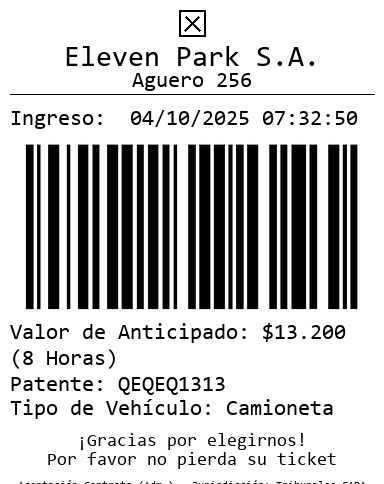 Eleven Park S.A.
Aguero 256
Ingreso: 04/10/2025 07:32:50
Valor de Anticipado: $13.200
(8 Horas)
Patente: QEQEQ1313
Tipo de Vehículo: Camioneta
¡Gracias por elegirnos!
Por favor no pierda su ticket